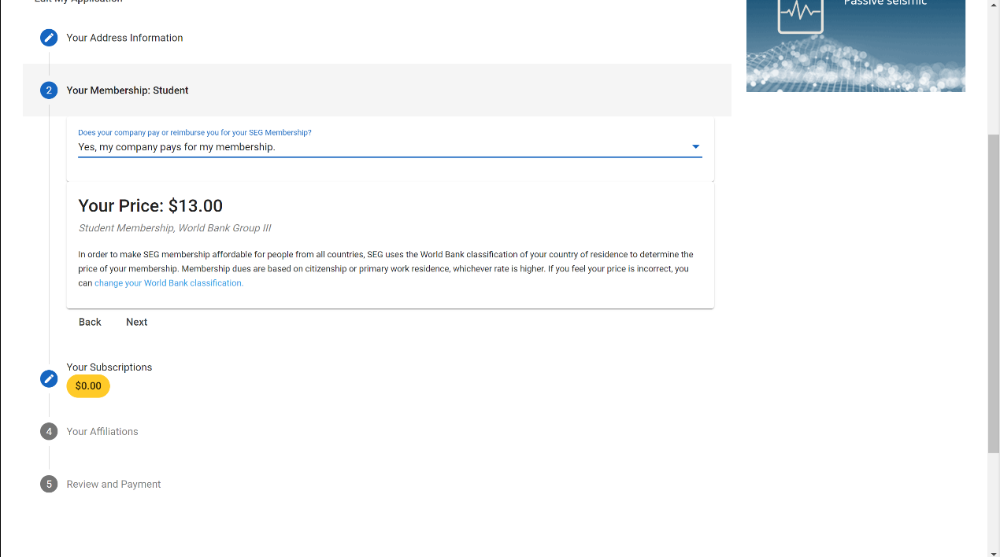 Edit My Application
Passive seismic
Your Address Information
2
Your Membership: Student
Does your company pay or reimburse you for your SEG Membership?
Yes, my company pays for my membership.
Your Price: $13.00
Student Membership, World Bank Group III
In order to make SEG membership affordable for people from all countries, SEG uses the World Bank classification of your country of residence to determine the
price of your membership. Membership dues are based on citizenship or primary work residence, whichever rate is higher. If you feel your price is incorrect, you
can change your World Bank classification.
Back Next
Your Subscriptions
$0.00
4 Your Affiliations
5 Review and Payment